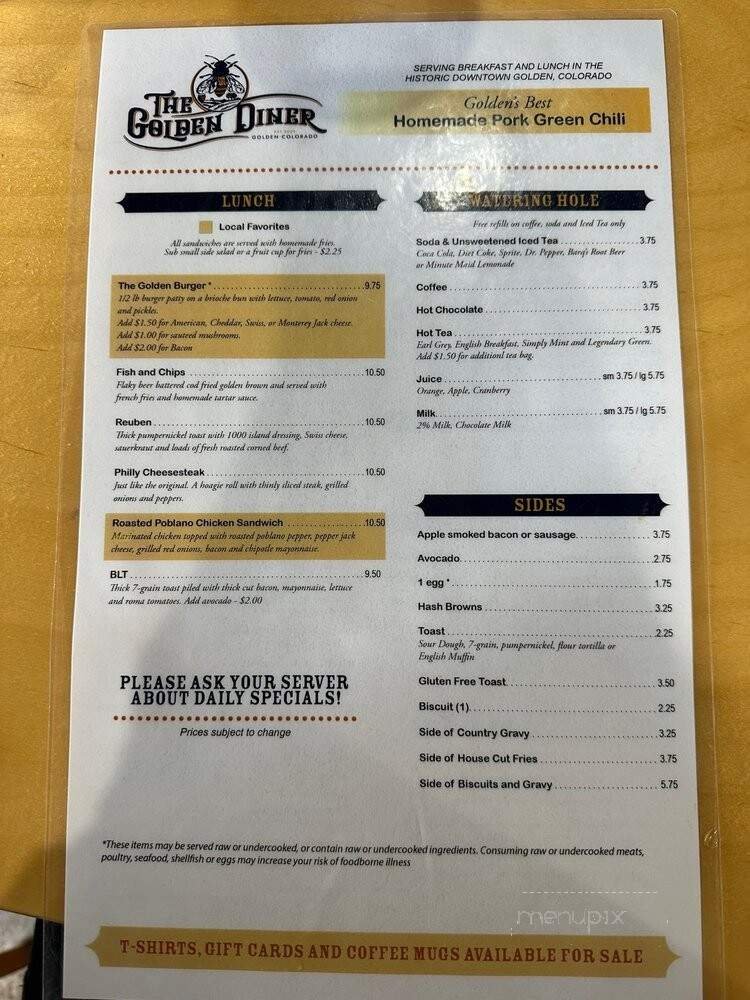 THE
GOLDEN DINER
GOLDEN COLORADO
SERVING BREAKFAST AND LUNCH IN THE
HISTORIC DOWNTOWN GOLDEN, COLORADO
Golden's Best
Homemade Pork Green Chili
LUNCH
Local Favorites
All sandwiches are served with homemade fries.
Sub small side salad or a fruit cup for fries - $2.25
The Golden Burger * 9.75
1/2 lb burger patty on a brioche bun with lettuce, tomato, red onion
and pickles.
Add $1.50 for American, Cheddar, Swiss, or Monterey Jack cheese.
Add $1.00 for sauteed mushrooms.
Add $2.00 for Bacon
Fish and Chips 10.50
Flaky beer battered cod fried golden brown and served with
french fries and homemade tartar sauce.
Reuben 10.50
Thick pumpernickel toast with 1000 island dressing, Swiss cheese,
sauerkraut and loads of fresh roasted corned beef.
Philly Cheesesteak 10.50
Just like the original. A hoagie roll with thinly sliced steak, grilled
onions and peppers.
Roasted Poblano Chicken Sandwich 10.50
Marinated chicken topped with roasted poblano pepper, pepper jack
cheese, grilled red onions, bacon and chipotle mayonnaise.
BLT 9.50
Thick 7-grain toast piled with thick cut bacon, mayonnaise, lettuce
and roma tomatoes. Add avocado - $2.00
PLEASE ASK YOUR SERVER
ABOUT DAILY SPECIALS!
Prices subject to change
WATERING HOLE
Free refills on coffee, soda and Iced Tea only
Soda & Unsweetened Iced Tea 3.75
Coca Cola, Diet Coke, Sprite, Dr. Pepper, Barq's Root Beer
or Minute Maid Lemonade
Coffee 3.75
Hot Chocolate 3.75
Hot Tea 3.75
Earl Grey, English Breakfast, Simply Mint and Legendary Green.
Add $1.50 for additionl tea bag.
Juice sm 3.75 / lg 5.75
Orange, Apple, Cranberry
Milk sm 3.75 / lg 5.75
2% Milk, Chocolate Milk
SIDES
Apple smoked bacon or sausage 3.75
Avocado 2.75
1 egg * 1.75
Hash Browns 3.25
Toast 2.25
Sour Dough, 7-grain, pumpernickel, flour tortilla or
English Muffin
Gluten Free Toast 3.50
Biscuit (1) 2.25
Side of Country Gravy 3.25
Side of House Cut Fries 3.75
Side of Biscuits and Gravy 5.75
*These items may be served raw or undercooked, or contain raw or undercooked ingredients. Consuming raw or undercooked meats,
poultry, seafood, shellfish or eggs may increase your risk of foodborne illness
menupix
T-SHIRTS, GIFT CARDS AND COFFEE MUGS AVAILABLE FOR SALE